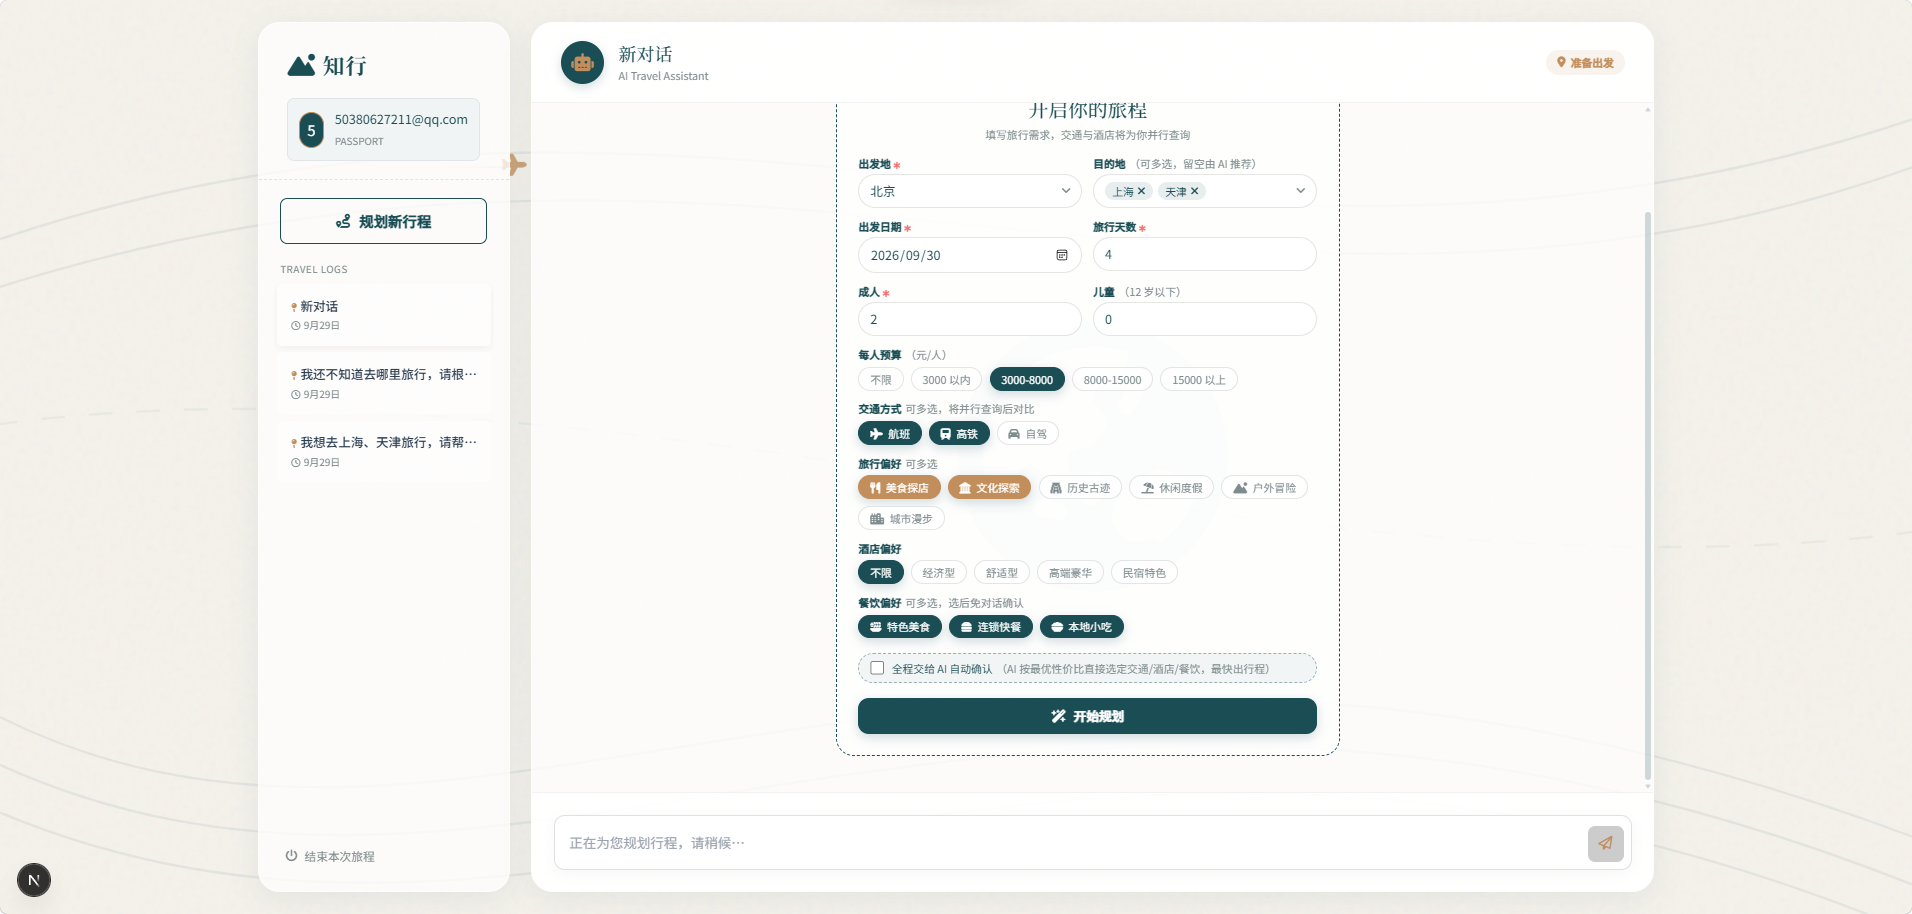 知行
5
50380627211@qq.com
PASSPORT
规划新行程
TRAVEL LOGS
新对话
9月29日
我还不知道去哪里旅行，请根…
9月29日
我想去上海、天津旅行，请帮…
9月29日
结束本次旅程
N
新对话
AI Travel Assistant
准备出发
开启你的旅程
填写旅行需求，交通与酒店将为你并行查询
出发地 *
目的地 （可多选，留空由 AI 推荐）
北京
上海 ✕ 天津 ✕
出发日期 *
旅行天数 *
2026/09/30
4
成人 *
儿童 （12 岁以下）
2
0
每人预算 （元/人）
不限 3000 以内 3000-8000 8000-15000 15000 以上
交通方式 可多选，将并行查询后对比
航班 高铁 自驾
旅行偏好 可多选
美食探店 文化探索 历史古迹 休闲度假 户外冒险
城市漫步
酒店偏好
不限 经济型 舒适型 高端豪华 民宿特色
餐饮偏好 可多选，选后免对话确认
特色美食 连锁快餐 本地小吃
全程交给 AI 自动确认 （AI 按最优性价比直接选定交通/酒店/餐饮，最快出行程）
开始规划
正在为您规划行程，请稍候…